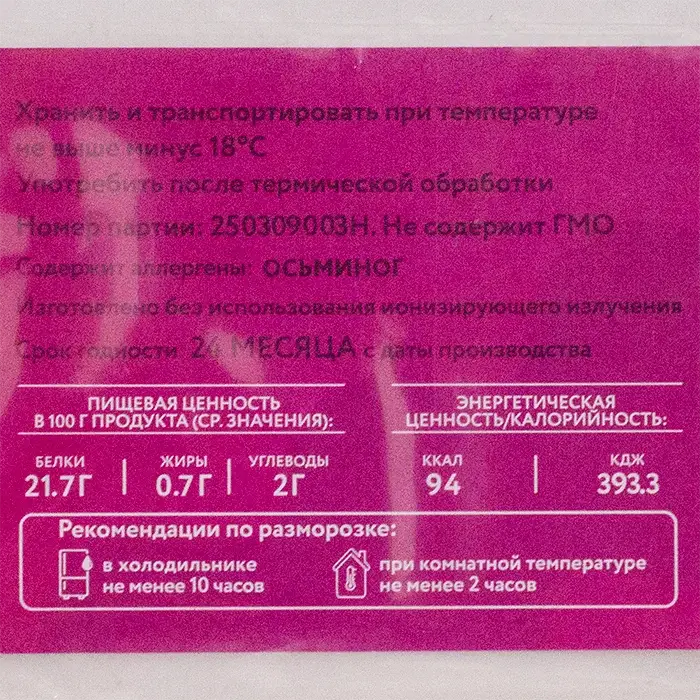 Хранить и транспортировать при температуре
не выше минус 18°С
Употребить после термической обработки
Номер партии: 250309003Н. Не содержит ГМО
Содержит аллергены: ОСЬМИНОГ
Изготовлено без использования ионизирующего излучения
Срок годности 24 МЕСЯЦА с даты производства
ПИЩЕВАЯ ЦЕННОСТЬ
В 100 Г ПРОДУКТА (СР. ЗНАЧЕНИЯ):
БЕЛКИ ЖИРЫ УГЛЕВОДЫ
21.7Г 0.7Г 2Г
ЭНЕРГЕТИЧЕСКАЯ
ЦЕННОСТЬ/КАЛОРИЙНОСТЬ:
ККАЛ КДЖ
94 393.3
Рекомендации по разморозке:
в холодильнике
не менее 10 часов
при комнатной температуре
не менее 2 часов